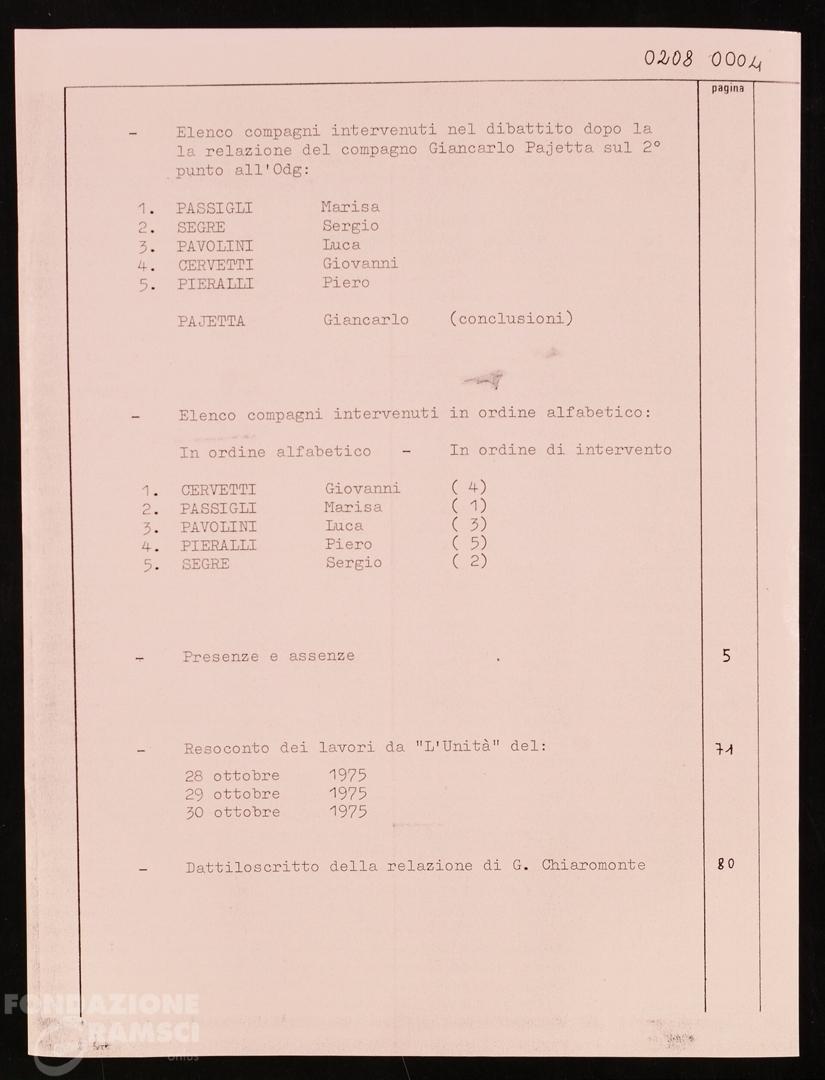 0208 0004
pagina
- Elenco compagni intervenuti nel dibattito dopo la
la relazione del compagno Giancarlo Pajetta sul 2°
punto all'Odg:
1. PASSIGLI Marisa
2. SEGRE Sergio
3. PAVOLINI Luca
4. CERVETTI Giovanni
5. PIERALLI Piero
PAJETTA Giancarlo (conclusioni)
- Elenco compagni intervenuti in ordine alfabetico:
In ordine alfabetico - In ordine di intervento
1. CERVETTI Giovanni ( 4)
2. PASSIGLI Marisa ( 1)
3. PAVOLINI Luca ( 3)
4. PIERALLI Piero ( 5)
5. SEGRE Sergio ( 2)
- Presenze e assenze 5
- Resoconto dei lavori da "L'Unità" del: 71
28 ottobre 1975
29 ottobre 1975
30 ottobre 1975
- Dattiloscritto della relazione di G. Chiaromonte 80
FONDAZIONE
GRAMSCI
onlus